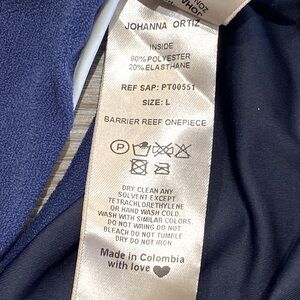 JOHANNA ORTIZ
INSIDE
80% POLYESTER
20% ELASTHANE
REF SAP: PT00551
SIZE: L
BARRIER REEF ONEPIECE
P
DRY CLEAN ANY
SOLVENT EXCEPT
TETRACHLORETHYLENE
OR HAND WASH COLD.
WASH WITH SIMILAR COLORS.
DO NOT WRING DO NOT
BLEACH DO NOT TUMBLE
DRY DO NOT IRON
Made in Colombia
with love